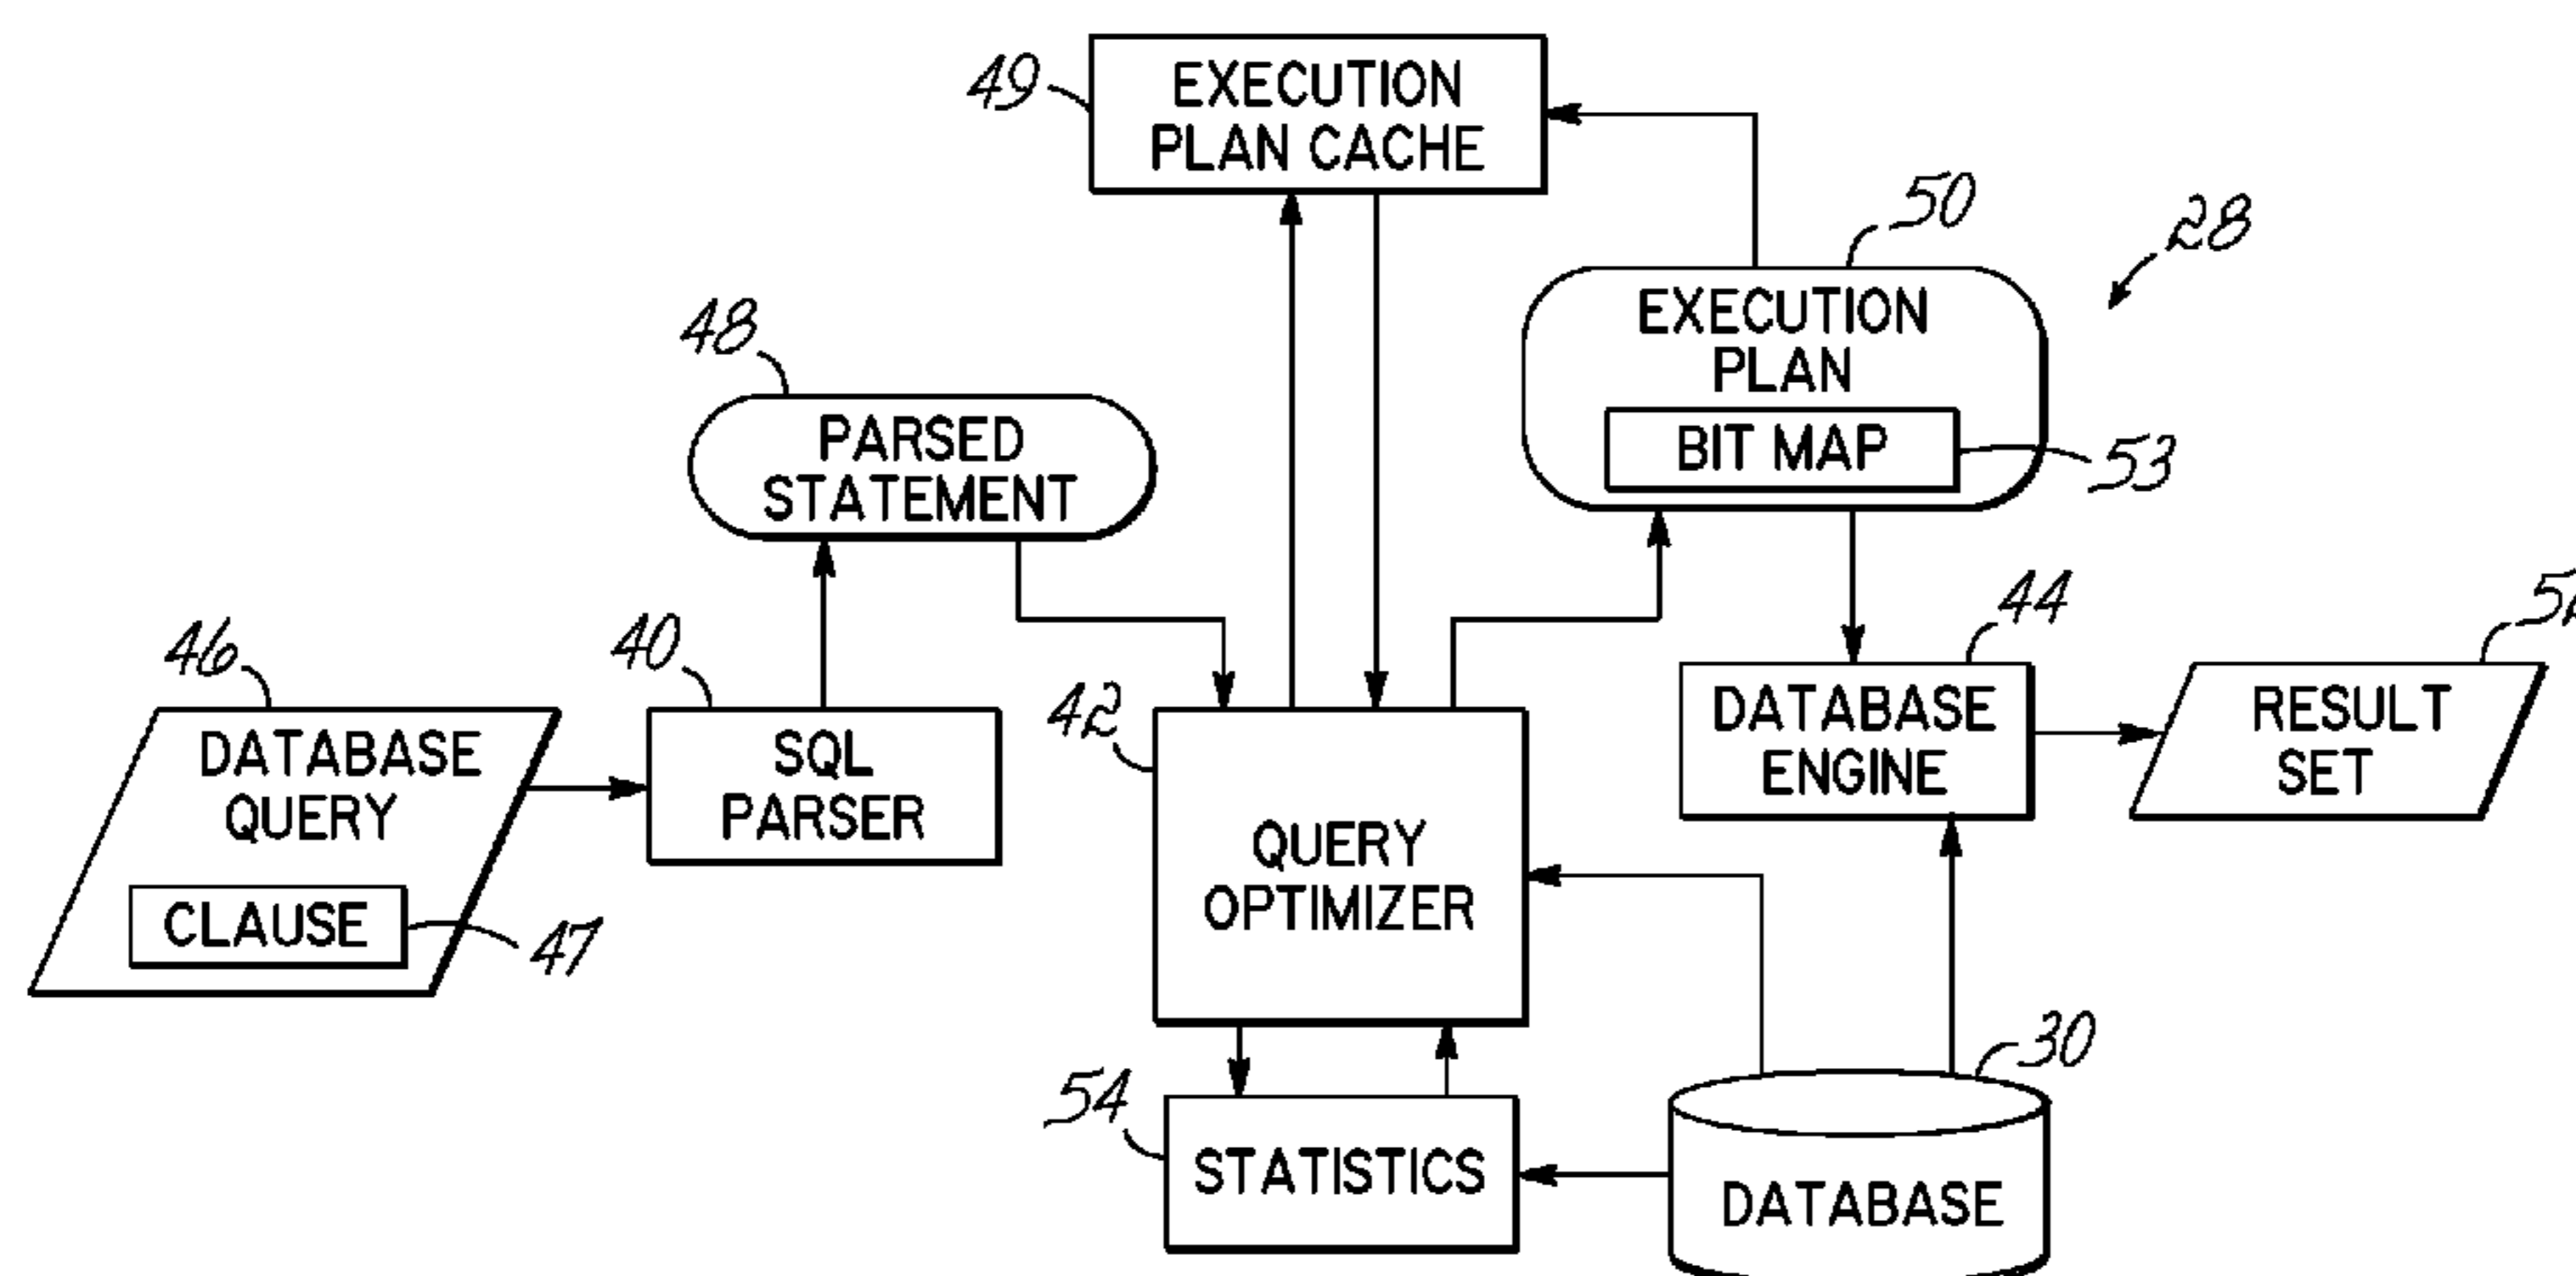 49
EXECUTION
PLAN CACHE
50
28
EXECUTION
PLAN
BIT MAP
53
48
PARSED
STATEMENT
46
DATABASE
QUERY
CLAUSE
47
40
SQL
PARSER
42
QUERY
OPTIMIZER
44
DATABASE
ENGINE
RESULT
SET
54
STATISTICS
30
DATABASE